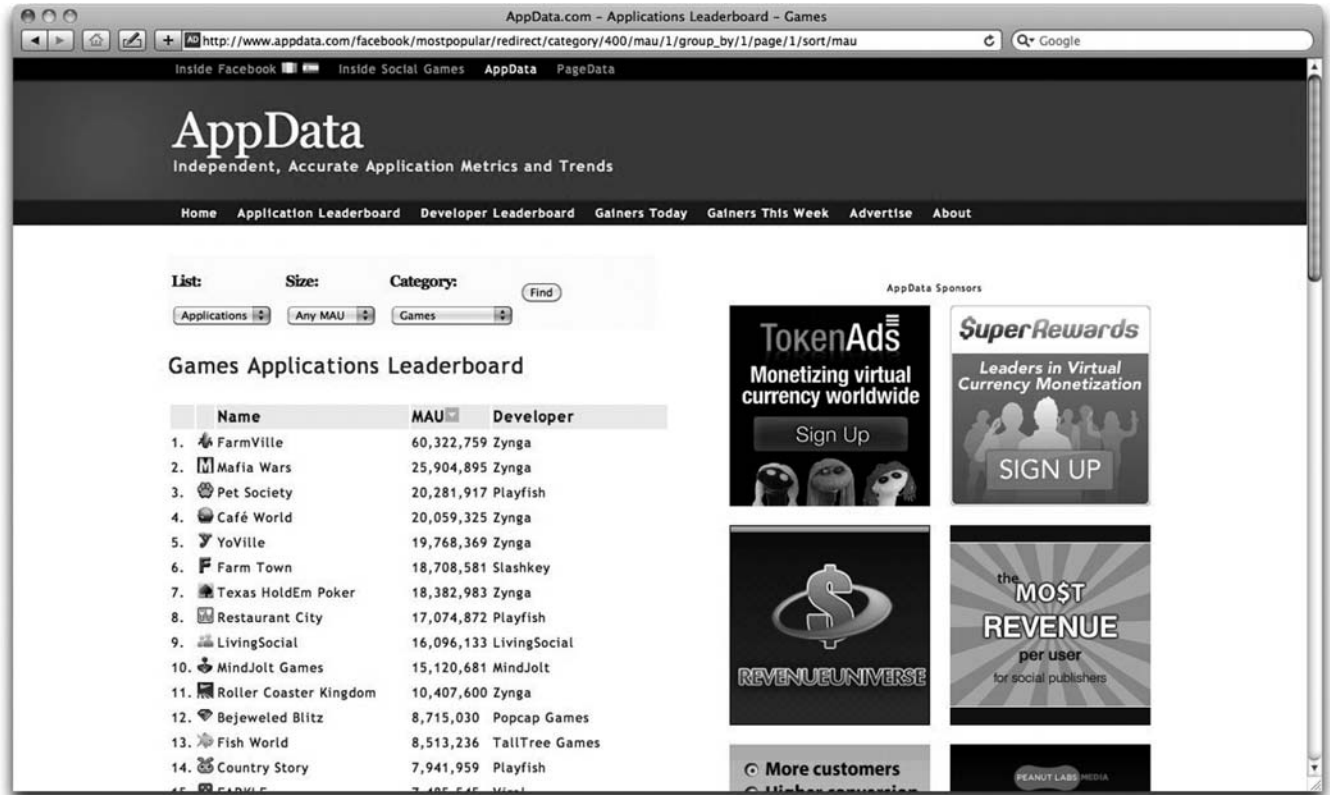 AppData.com – Applications Leaderboard – Games
http://www.appdata.com/facebook/mostpopular/redirect/category/400/mau/1/group_by/1/page/1/sort/mau
Google
Inside Facebook Inside Social Games AppData PageData
AppData
Independent, Accurate Application Metrics and Trends
Home Application Leaderboard Developer Leaderboard Gainers Today Gainers This Week Advertise About
List: Size: Category:
Applications Any MAU Games Find
Games Applications Leaderboard
Name MAU Developer
1. FarmVille 60,322,759 Zynga
2. Mafia Wars 25,904,895 Zynga
3. Pet Society 20,281,917 Playfish
4. Café World 20,059,325 Zynga
5. YoVille 19,768,369 Zynga
6. Farm Town 18,708,581 Slashkey
7. Texas HoldEm Poker 18,382,983 Zynga
8. Restaurant City 17,074,872 Playfish
9. LivingSocial 16,096,133 LivingSocial
10. MindJolt Games 15,120,681 MindJolt
11. Roller Coaster Kingdom 10,407,600 Zynga
12. Bejeweled Blitz 8,715,030 Popcap Games
13. Fish World 8,513,236 TallTree Games
14. Country Story 7,941,959 Playfish
AppData Sponsors
TOKENADS
Monetizing virtual
currency worldwide
Sign Up
$uperRewards
Leaders in Virtual
Currency Monetization
SIGN UP
$
REVENUEUNIVERSE
the
MO$T
REVENUE
per user
for social publishers
More customers
Higher conversion
PEANUT LABS MEDIA